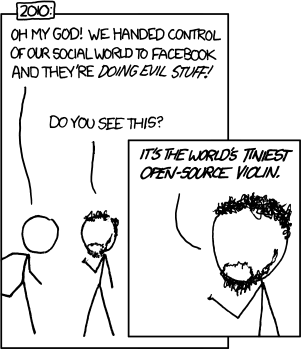 2010:
OH MY GOD! WE HANDED CONTROL
OF OUR SOCIAL WORLD TO FACEBOOK
AND THEY'RE DOING EVIL STUFF!
DO YOU SEE THIS?
IT'S THE WORLD'S TINIEST
OPEN-SOURCE VIOLIN.